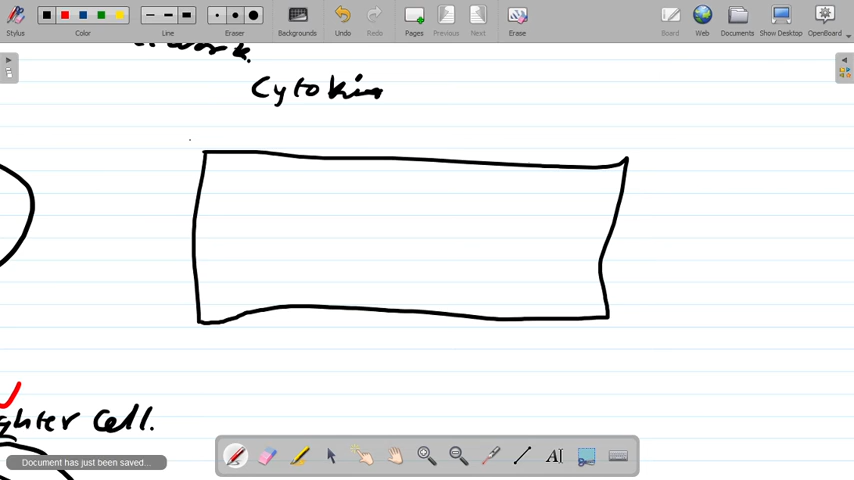 Stylus
Color
Line
Eraser
Backgrounds
Undo
Redo
Pages
Previous
Next
Erase
Board
Web
Documents
Show Desktop
OpenBoard
work.
Cytokin
ghter cell.
Document has just been saved...